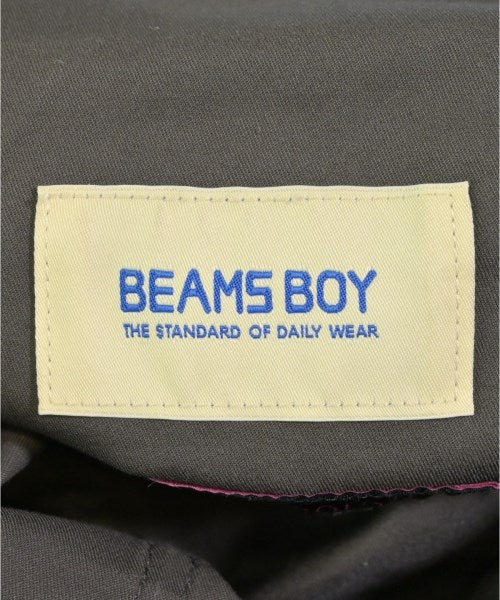 BEAMS BOY
THE STANDARD OF DAILY WEAR